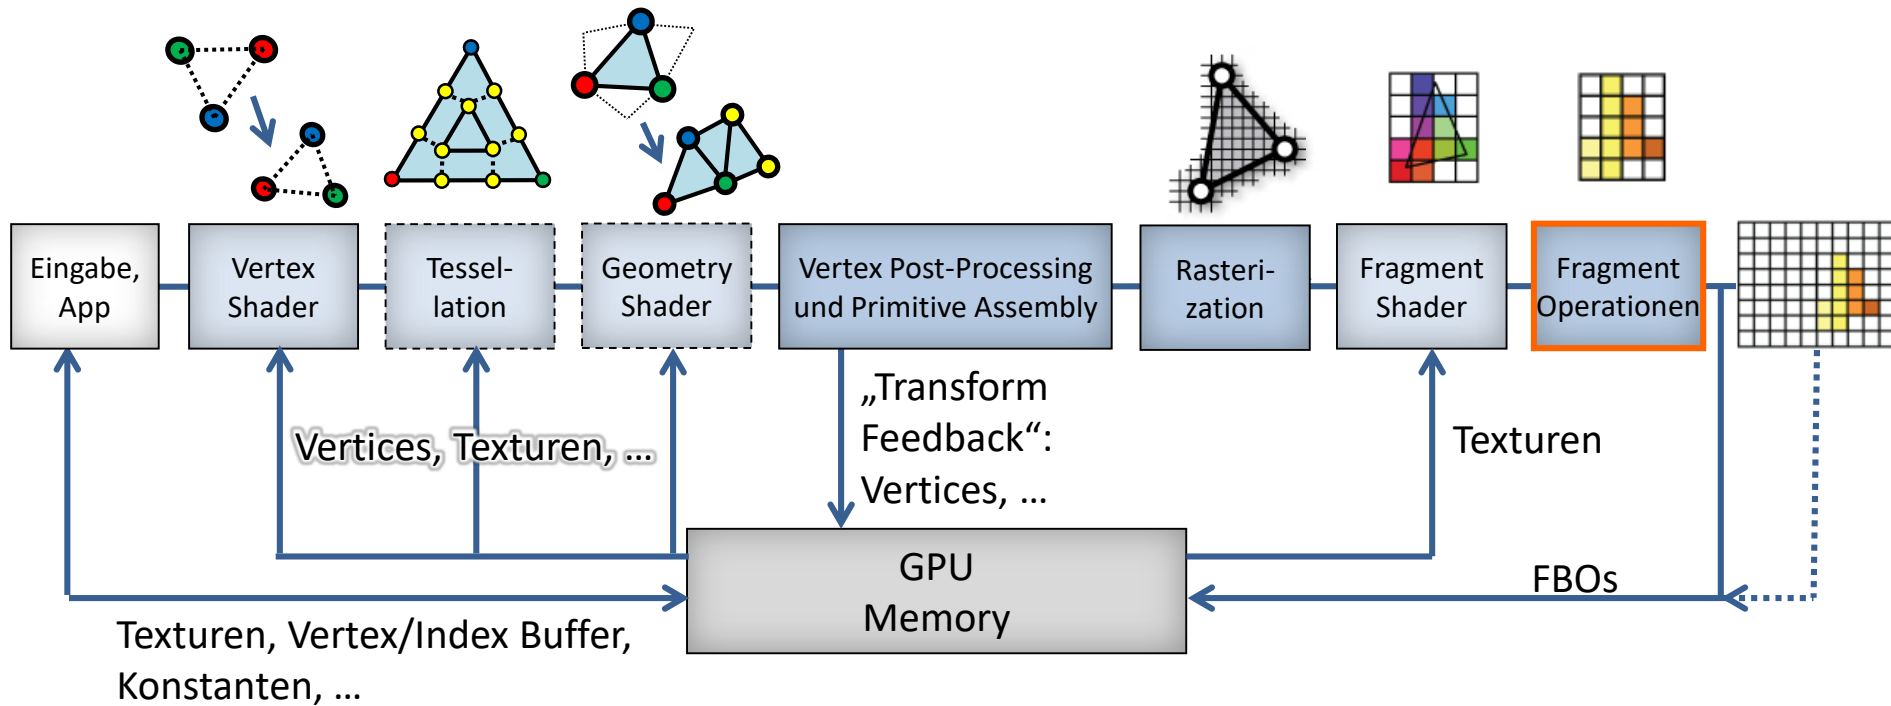 Eingabe,
App
Vertex
Shader
Tessel-
lation
Geometry
Shader
Vertex Post-Processing
und Primitive Assembly
Rasteri-
zation
Fragment
Shader
Fragment
Operationen
„Transform
Feedback“:
Vertices, ...
Vertices, Texturen, ...
Texturen
GPU
Memory
FBOs
Texturen, Vertex/Index Buffer,
Konstanten, ...